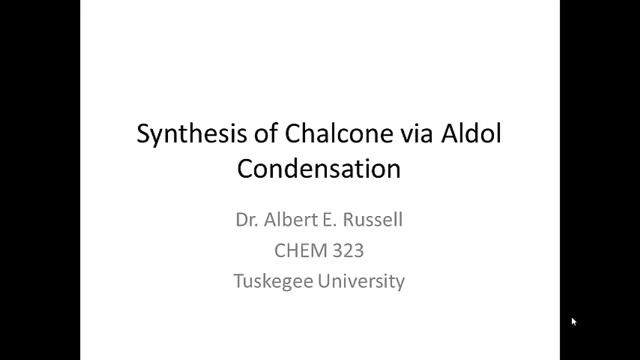 Synthesis of Chalcone via Aldol
Condensation
Dr. Albert E. Russell
CHEM 323
Tuskegee University